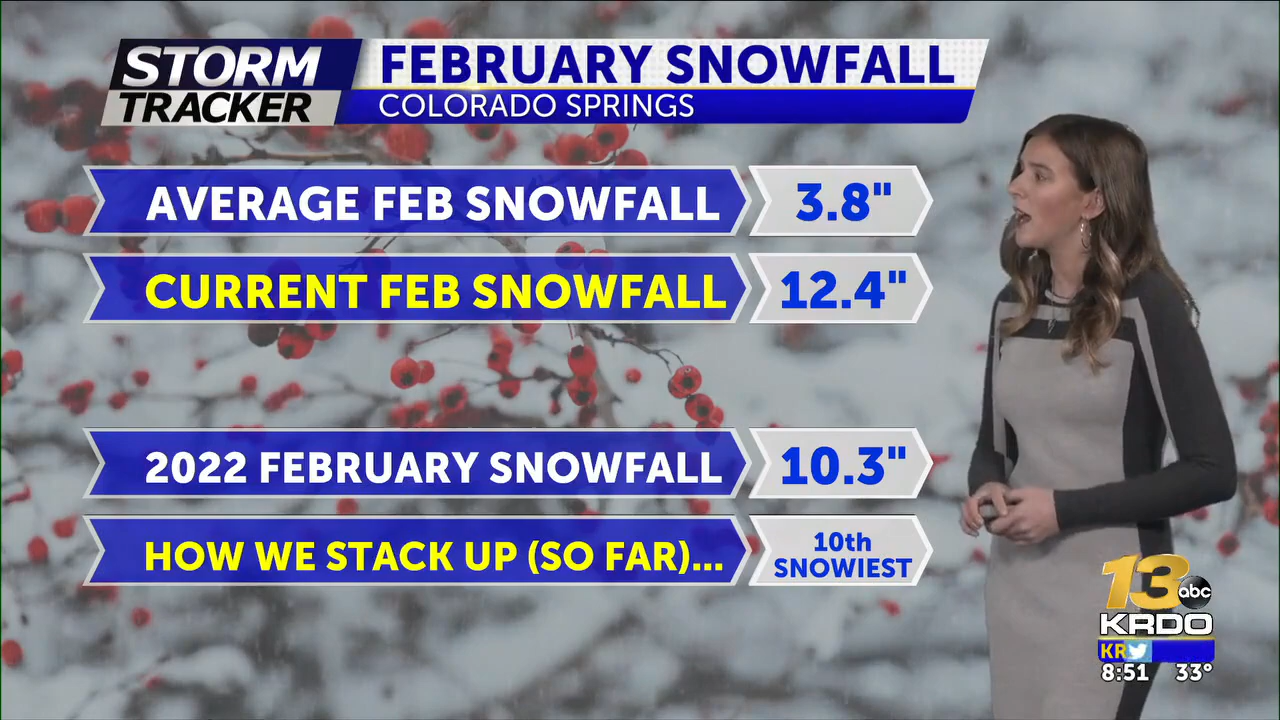 STORM
TRACKER
FEBRUARY SNOWFALL
COLORADO SPRINGS
AVERAGE FEB SNOWFALL 3.8"
CURRENT FEB SNOWFALL 12.4"
2022 FEBRUARY SNOWFALL 10.3"
HOW WE STACK UP (SO FAR)... 10th
SNOWIEST
13 abc
KRDO
KR
8:51 33°